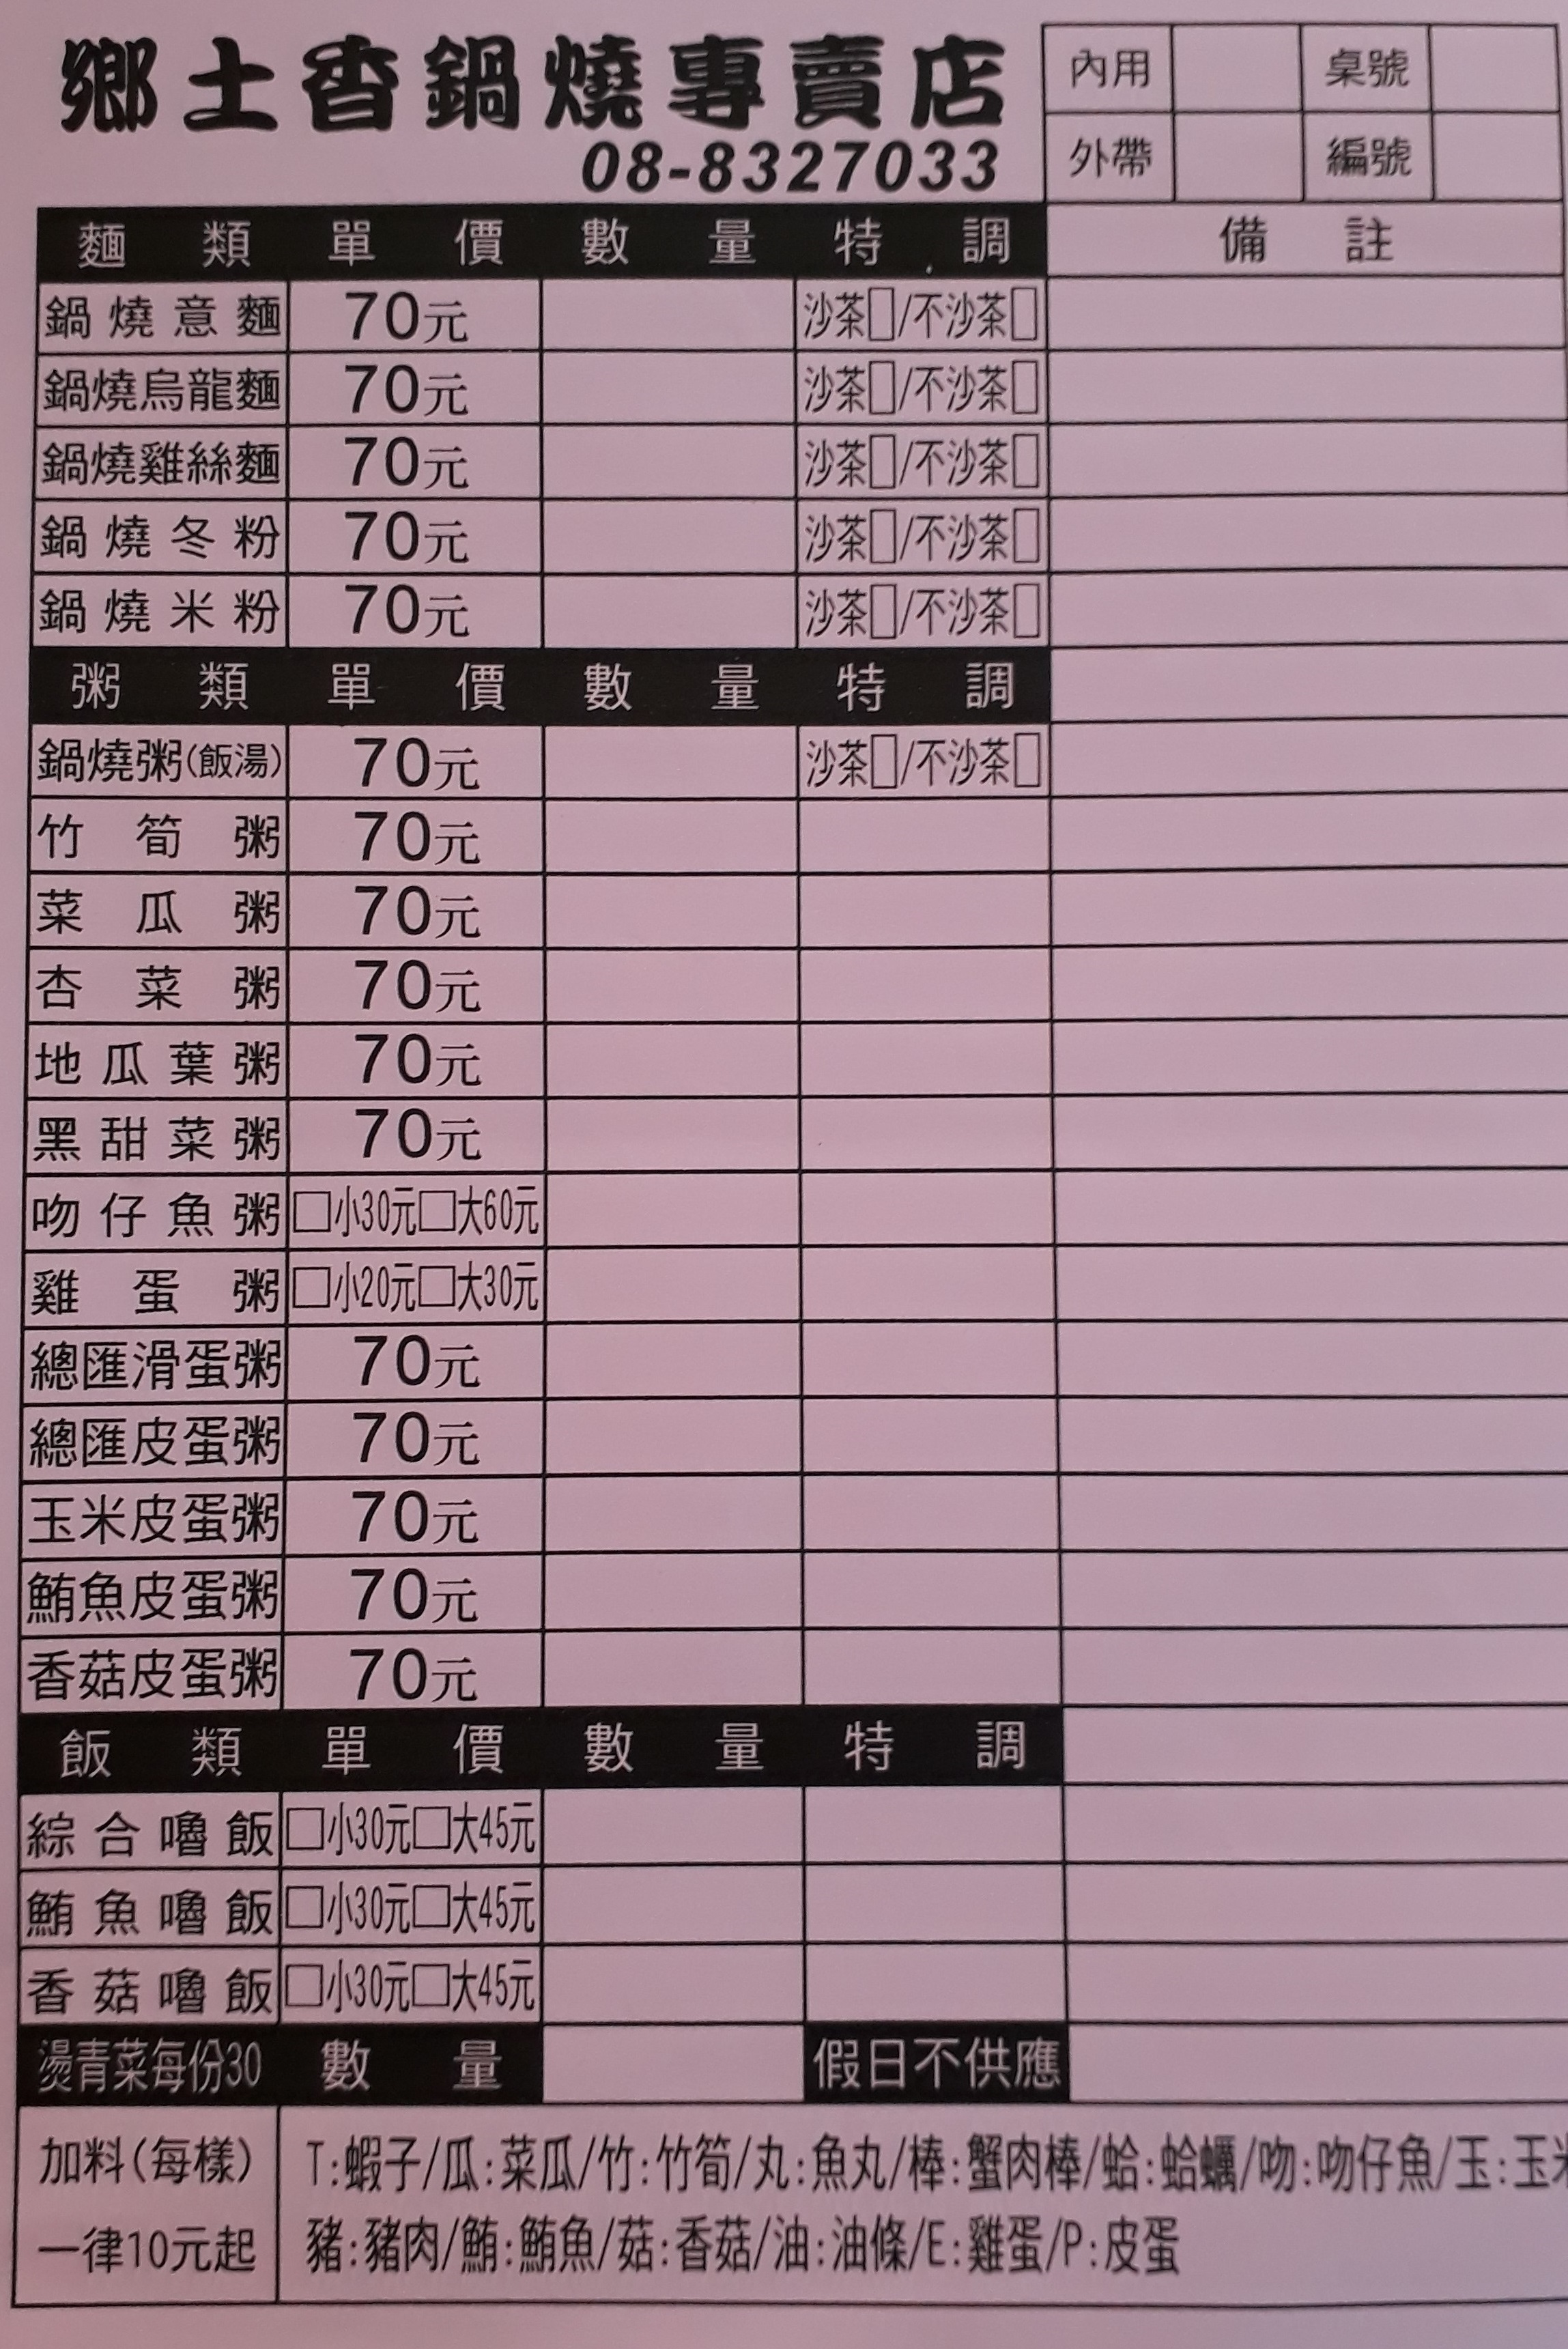 鄉土香鍋燒專賣店
08-8327033
內用 桌號
外帶 編號
麵類 單價 數量 特調 備註
鍋燒意麵 70元 沙茶□/不沙茶□
鍋燒烏龍麵 70元 沙茶□/不沙茶□
鍋燒雞絲麵 70元 沙茶□/不沙茶□
鍋燒冬粉 70元 沙茶□/不沙茶□
鍋燒米粉 70元 沙茶□/不沙茶□
粥類 單價 數量 特調
鍋燒粥(飯湯) 70元 沙茶□/不沙茶□
竹筍粥 70元
菜瓜粥 70元
杏菜粥 70元
地瓜葉粥 70元
黑甜菜粥 70元
吻仔魚粥 □小30元□大60元
雞蛋粥 □小20元□大30元
總匯滑蛋粥 70元
總匯皮蛋粥 70元
玉米皮蛋粥 70元
鮪魚皮蛋粥 70元
香菇皮蛋粥 70元
飯類 單價 數量 特調
綜合嚕飯 □小30元□大45元
鮪魚嚕飯 □小30元□大45元
香菇嚕飯 □小30元□大45元
燙青菜每份30 數量 假日不供應
加料(每樣)
一律10元起
T:蝦子/瓜:菜瓜/竹:竹筍/丸:魚丸/棒:蟹肉棒/蛤:蛤蠣/吻:吻仔魚/玉:玉米
豬:豬肉/鮪:鮪魚/菇:香菇/油:油條/E:雞蛋/P:皮蛋